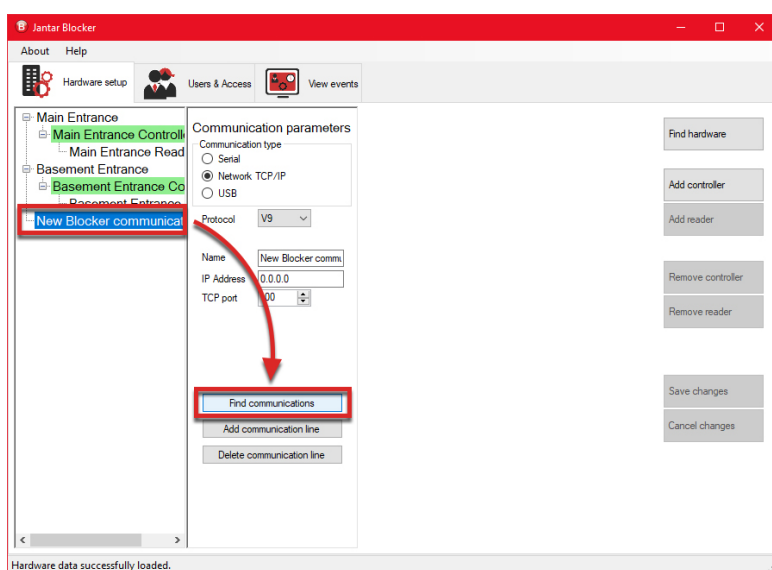 Jantar Blocker
About Help
Hardware setup Users & Access View events
Main Entrance
Main Entrance Controll
Main Entrance Read
Basement Entrance
Basement Entrance Co
Basement Entrance
New Blocker communicat
Communication parameters
Communication type
Serial
Network TCP/IP
USB
Protocol V9
Name New Blocker commu
IP Address 0.0.0.0
TCP port 00
Find communications
Add communication line
Delete communication line
Find hardware
Add controller
Add reader
Remove controller
Remove reader
Save changes
Cancel changes
Hardware data successfully loaded.